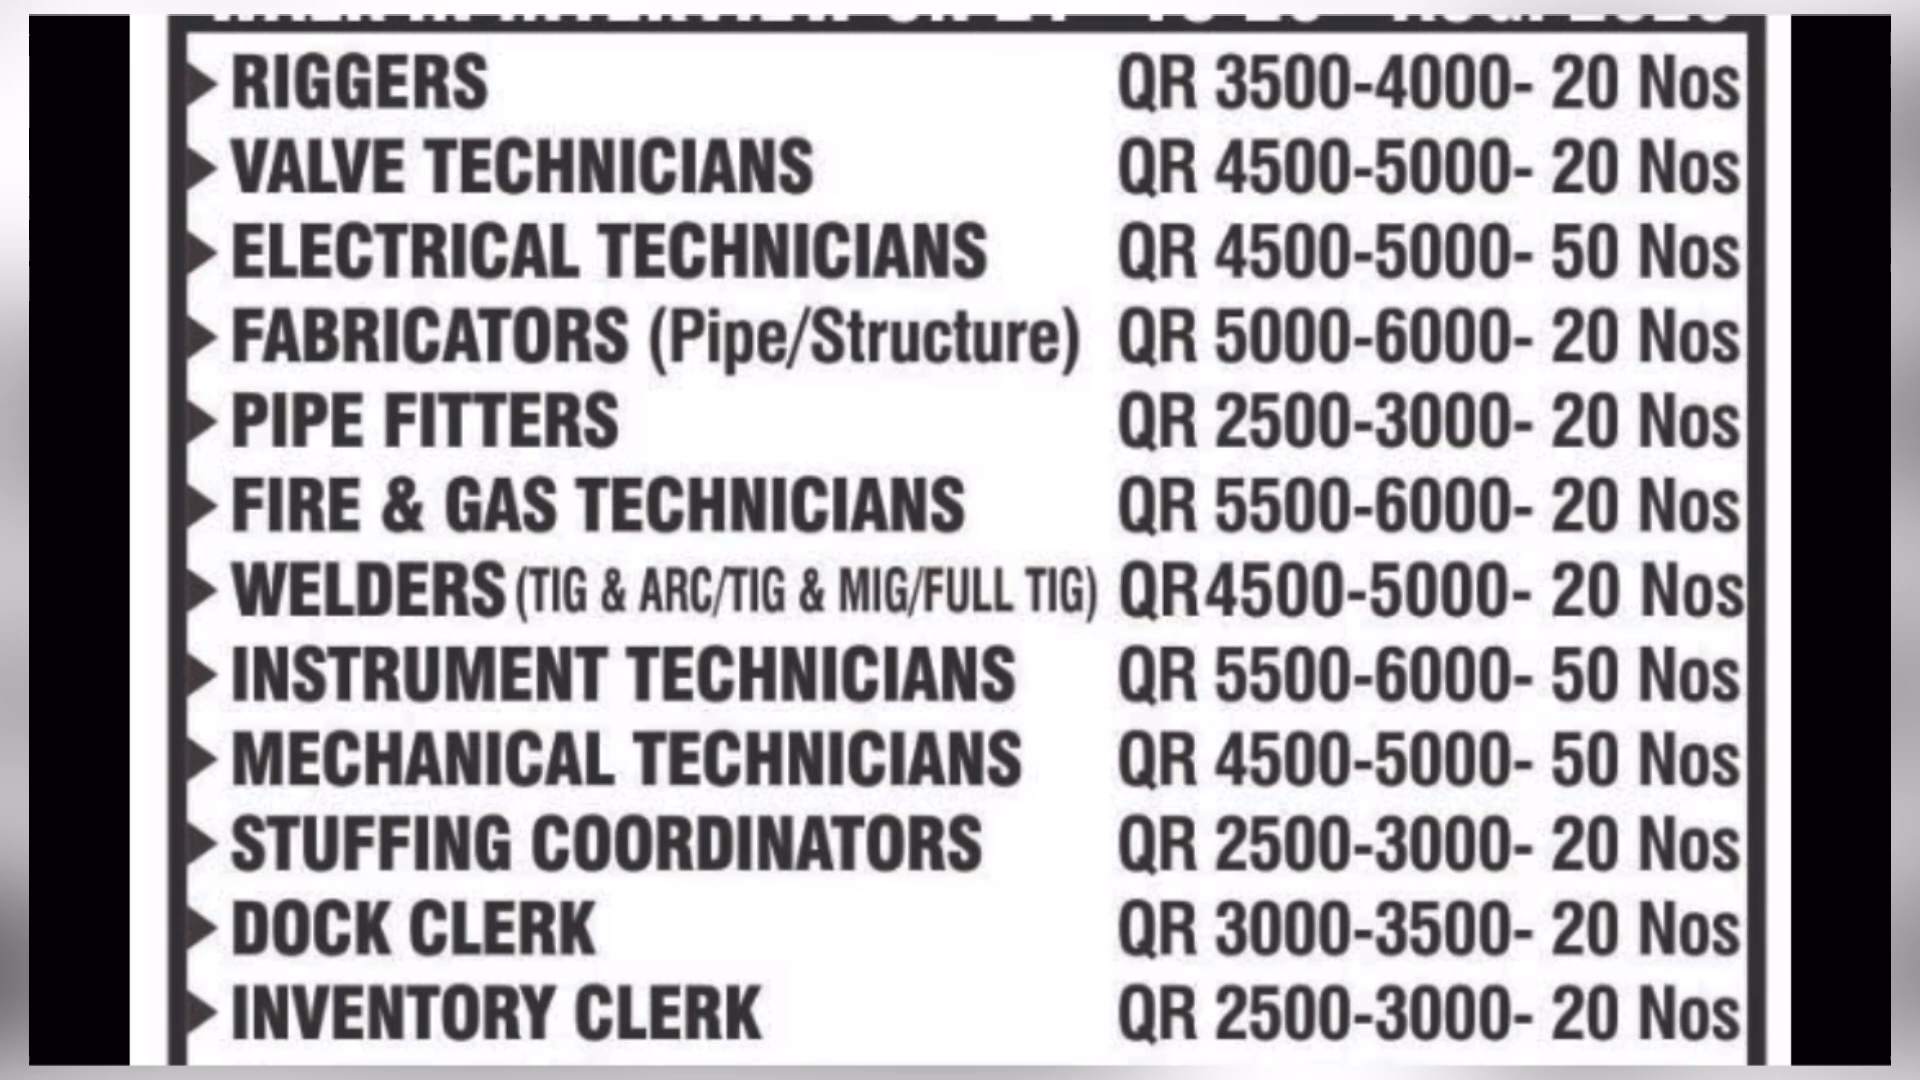 RIGGERS QR 3500-4000- 20 Nos
VALVE TECHNICIANS QR 4500-5000- 20 Nos
ELECTRICAL TECHNICIANS QR 4500-5000- 50 Nos
FABRICATORS (Pipe/Structure) QR 5000-6000- 20 Nos
PIPE FITTERS QR 2500-3000- 20 Nos
FIRE & GAS TECHNICIANS QR 5500-6000- 20 Nos
WELDERS (TIG & ARC/TIG & MIG/FULL TIG) QR4500-5000- 20 Nos
INSTRUMENT TECHNICIANS QR 5500-6000- 50 Nos
MECHANICAL TECHNICIANS QR 4500-5000- 50 Nos
STUFFING COORDINATORS QR 2500-3000- 20 Nos
DOCK CLERK QR 3000-3500- 20 Nos
INVENTORY CLERK QR 2500-3000- 20 Nos